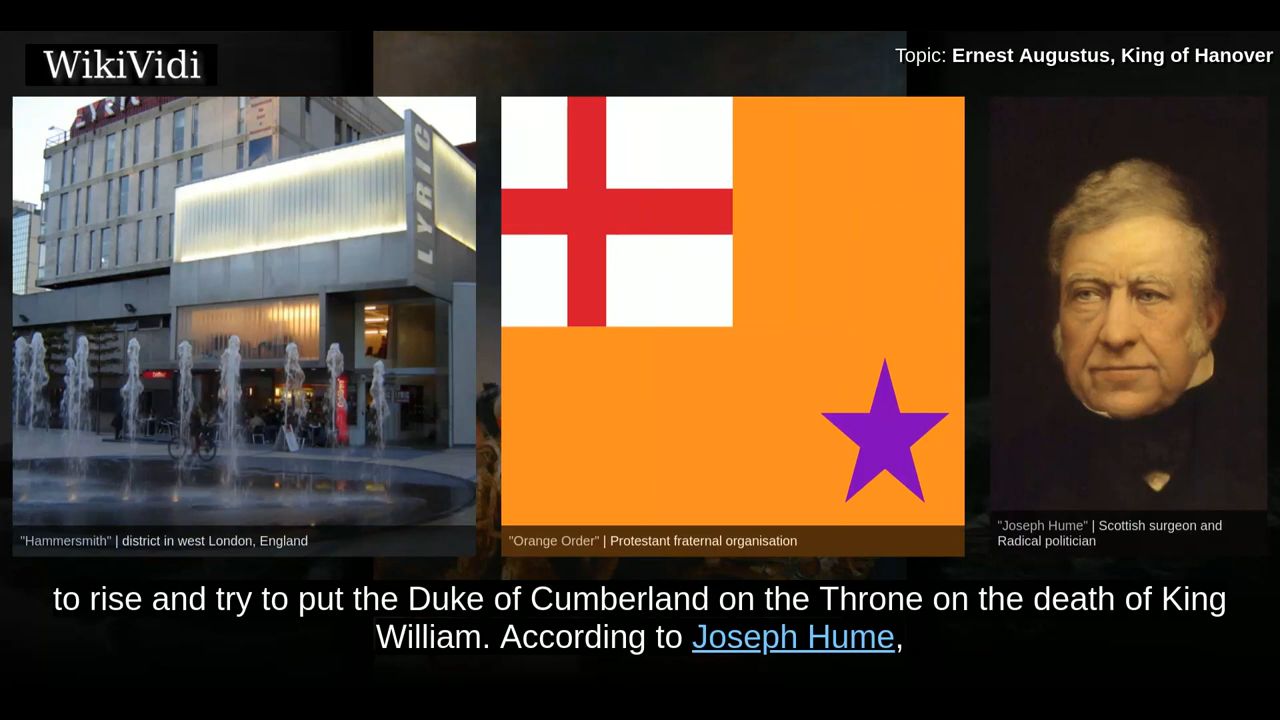 WikiVidi
Topic: Ernest Augustus, King of Hanover
LYRIC
LYRIC
"Hammersmith" | district in west London, England
"Orange Order" | Protestant fraternal organisation
"Joseph Hume" | Scottish surgeon and
Radical politician
to rise and try to put the Duke of Cumberland on the Throne on the death of King
William. According to Joseph Hume,